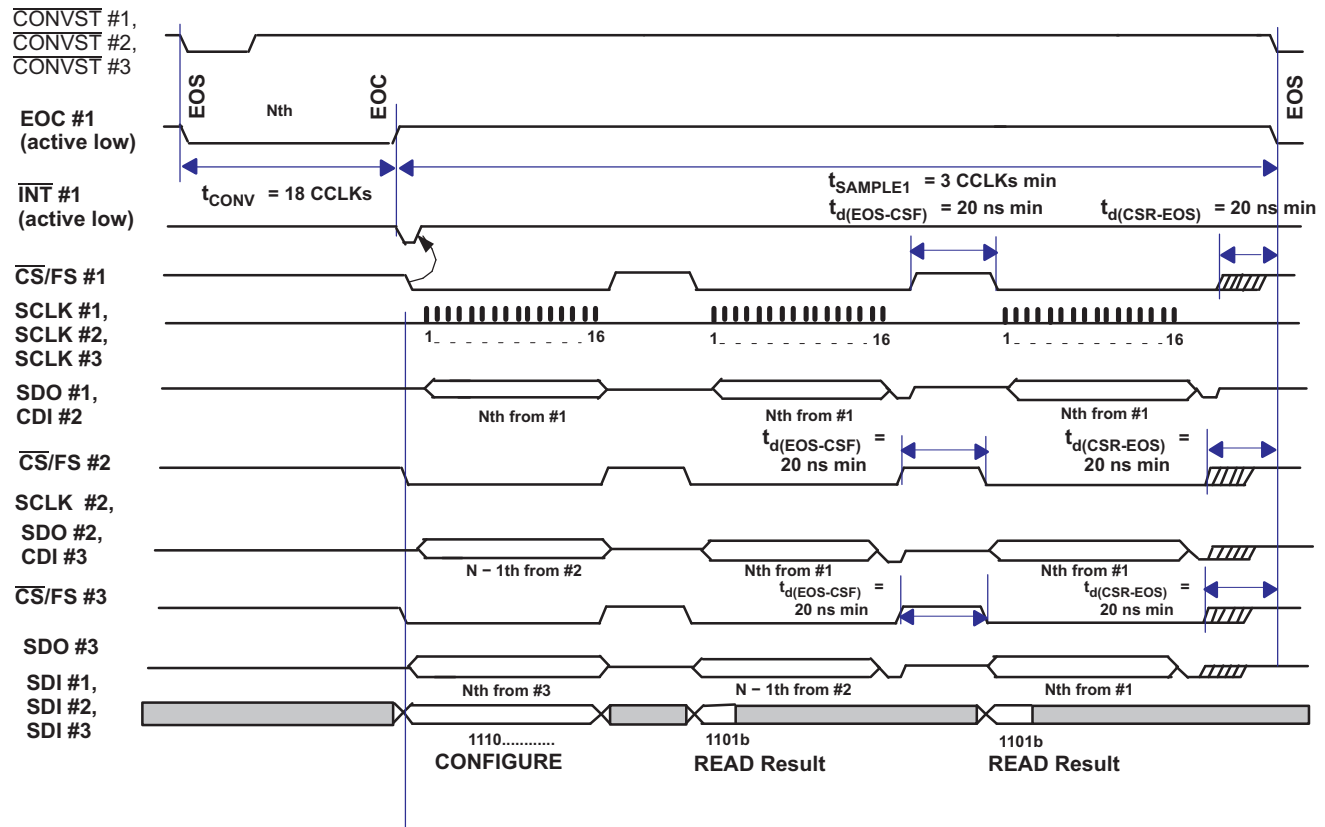 CONVST #1,
CONVST #2,
CONVST #3
EOS
Nth
EOC
EOS
EOC #1
(active low)
tCONV = 18 CCLKs
tSAMPLE1 = 3 CCLKs min
INT #1
(active low)
td(EOS-CSF) = 20 ns min
td(CSR-EOS) = 20 ns min
CS/FS #1
SCLK #1,
SCLK #2,
SCLK #3
1_ _ _ _ _ _ _ _ _ _ 16
1_ _ _ _ _ _ _ _ _ _ 16
1_ _ _ _ _ _ _ _ _ _ 16
SDO #1,
CDI #2
Nth from #1
Nth from #1
Nth from #1
td(EOS-CSF) =
20 ns min
td(CSR-EOS) =
20 ns min
CS/FS #2
SCLK #2,
SDO #2,
CDI #3
N − 1th from #2
Nth from #1
Nth from #1
td(EOS-CSF) =
20 ns min
td(CSR-EOS) =
20 ns min
CS/FS #3
SDO #3
Nth from #3
N − 1th from #2
Nth from #1
SDI #1,
SDI #2,
SDI #3
1110............
CONFIGURE
1101b
READ Result
1101b
READ Result